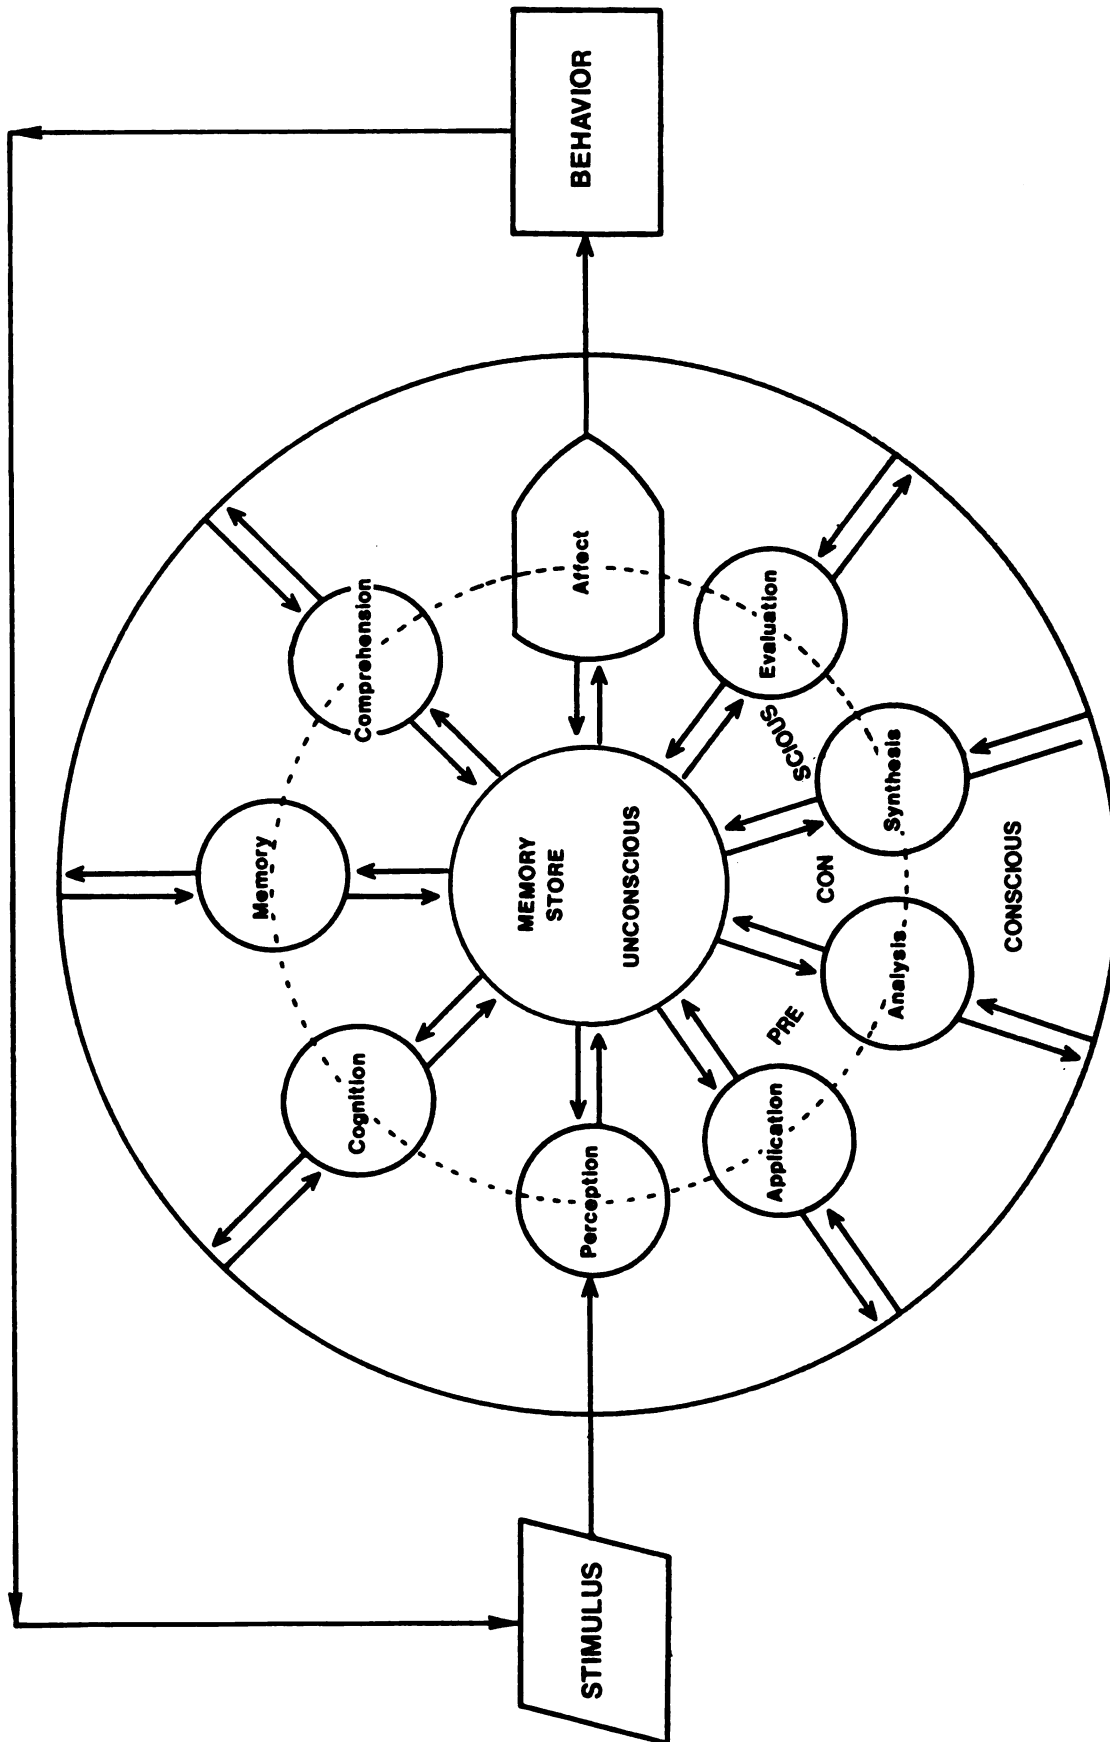 STIMULUS
BEHAVIOR
Perception
Cognition
Memory
Comprehension
Affect
MEMORY
STORE
UNCONSCIOUS
Application
Analysis
Synthesis
Evaluation
PRE
CON
SCIOUS
CONSCIOUS